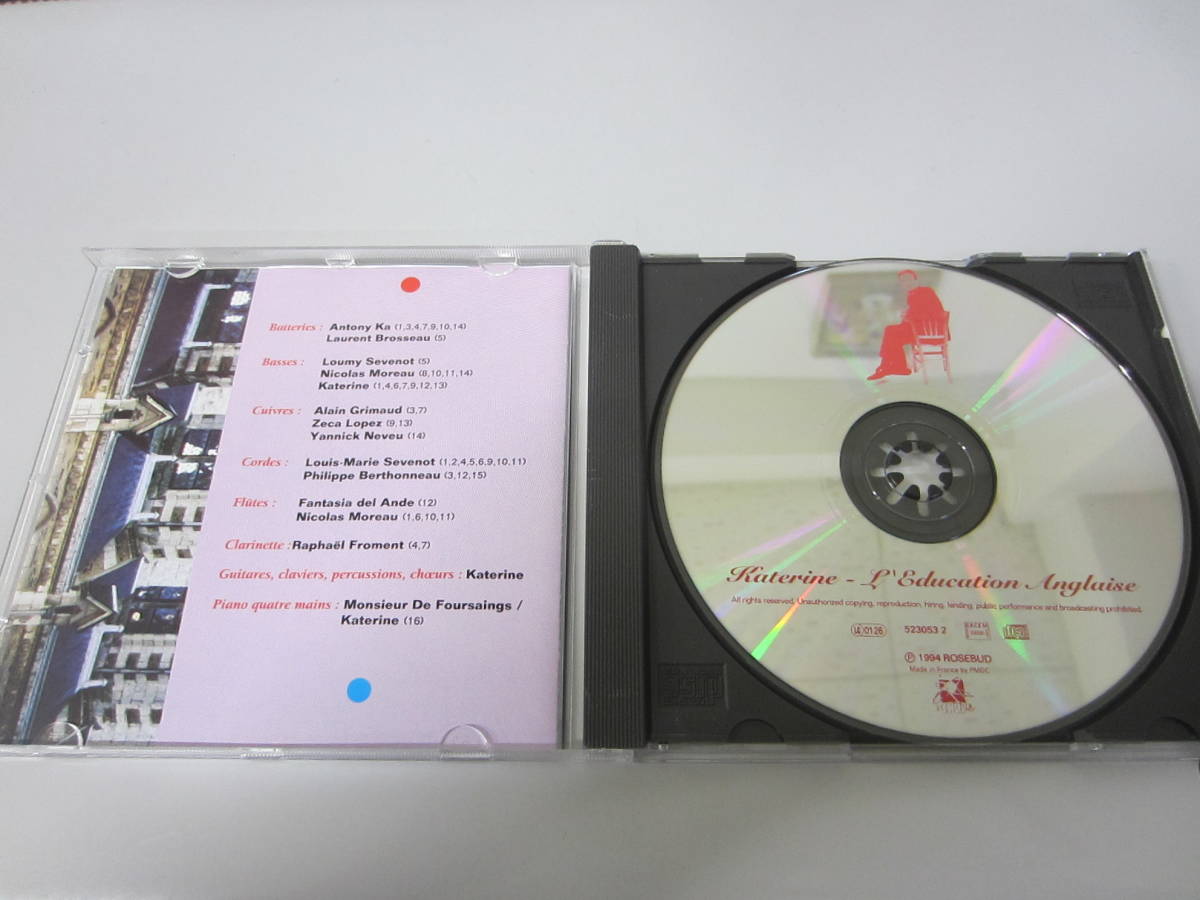 Batteries : Antony Ka (1,3,4,7,9,10,14)
Laurent Brosseau (5)
Basses : Loumy Sevenot (5)
Nicolas Moreau (8,10,11,14)
Katerine (1,4,6,7,9,12,13)
Cuivres : Alain Grimaud (3,7)
Zeca Lopez (9,13)
Yannick Neveu (14)
Cordes : Louis-Marie Sevenot (1,2,4,5,6,9,10,11)
Philippe Berthonneau (3,12,15)
Flûtes : Fantasia del Ande (12)
Nicolas Moreau (1,6,10,11)
Clarinette : Raphaël Froment (4,7)
Guitares, claviers, percussions, chœurs : Katerine
Piano quatre mains : Monsieur De Foursaings /
Katerine (16)
Katerine - L'Education Anglaise
All rights reserved. Unauthorized copying, reproduction, hiring, lending, public performance and broadcasting prohibited.
523053 2
℗ 1994 ROSEBUD
Made in France by PMDC